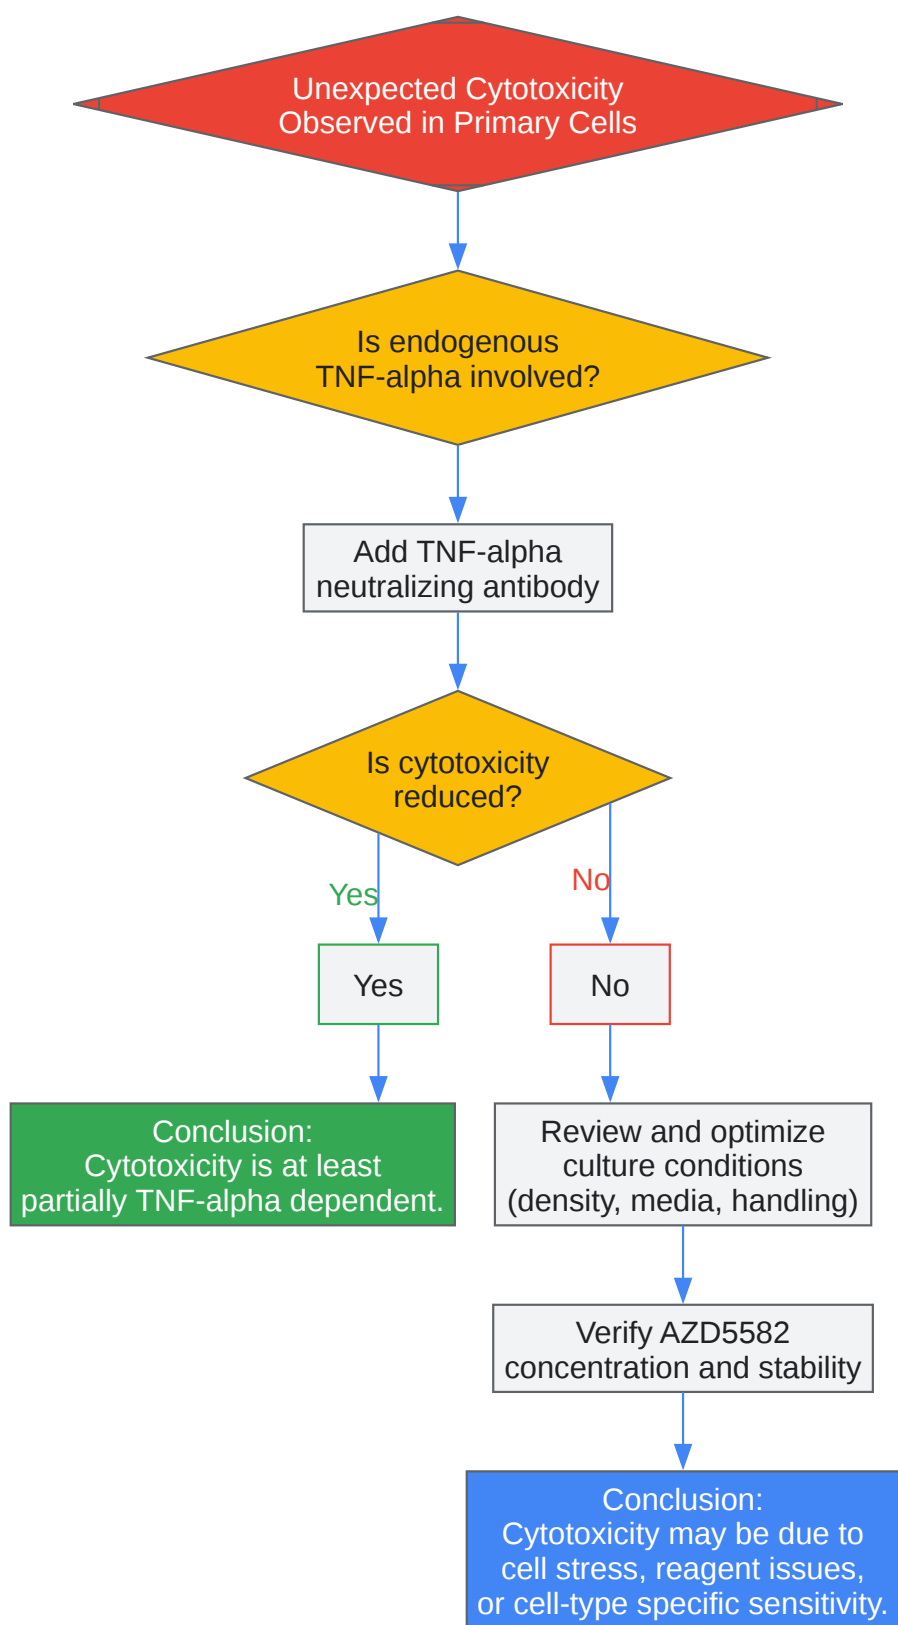 Unexpected Cytotoxicity
Observed in Primary Cells
Is endogenous
TNF-alpha involved?
Add TNF-alpha
neutralizing antibody
Is cytotoxicity
reduced?
Yes
No
Yes
No
Conclusion:
Cytotoxicity is at least
partially TNF-alpha dependent.
Review and optimize
culture conditions
(density, media, handling)
Verify AZD5582
concentration and stability
Conclusion:
Cytotoxicity may be due to
cell stress, reagent issues,
or cell-type specific sensitivity.